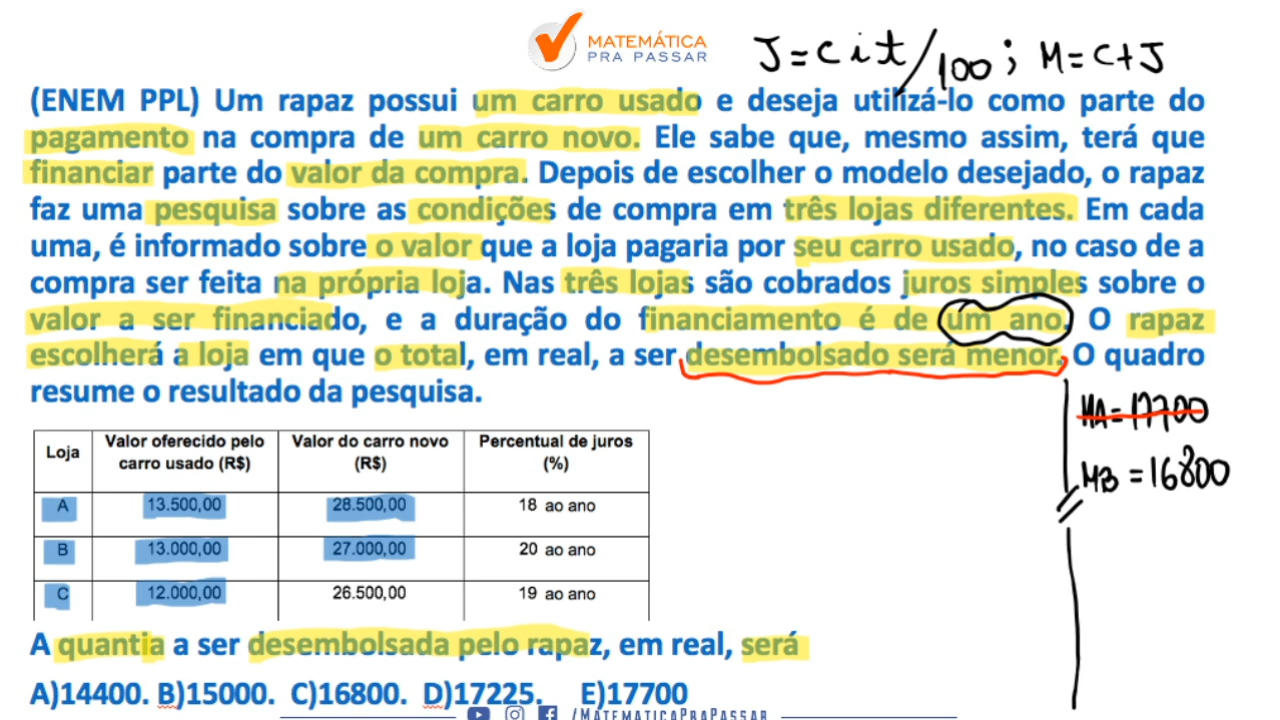 MATEMÁTICA
PRA PASSAR
J=cit/100; M=C+J
(ENEM PPL) Um rapaz possui um carro usado e deseja utilizá-lo como parte do
pagamento na compra de um carro novo. Ele sabe que, mesmo assim, terá que
financiar parte do valor da compra. Depois de escolher o modelo desejado, o rapaz
faz uma pesquisa sobre as condições de compra em três lojas diferentes. Em cada
uma, é informado sobre o valor que a loja pagaria por seu carro usado, no caso de a
compra ser feita na própria loja. Nas três lojas são cobrados juros simples sobre o
valor a ser financiado, e a duração do financiamento é de um ano. O rapaz
escolherá a loja em que o total, em real, a ser desembolsado será menor. O quadro
resume o resultado da pesquisa.
MA=17700
MB=16800
Loja Valor oferecido pelo carro usado (R$) Valor do carro novo (R$) Percentual de juros (%)
A 13.500,00 28.500,00 18 ao ano
B 13.000,00 27.000,00 20 ao ano
C 12.000,00 26.500,00 19 ao ano
A quantia a ser desembolsada pelo rapaz, em real, será
A)14400. B)15000. C)16800. D)17225. E)17700
/MATEMATICAPRAPASSAR